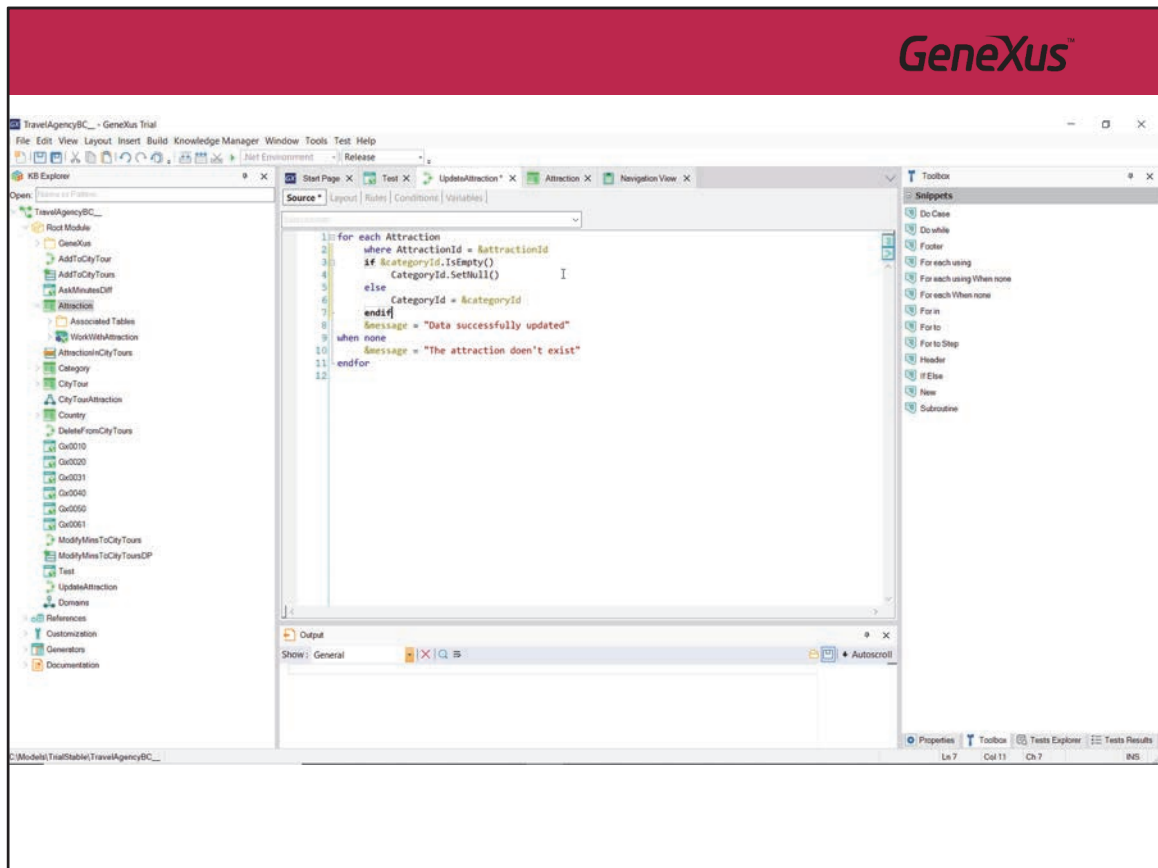 GeneXus™
TravelAgencyBC__ - GeneXus Trial
File Edit View Layout Insert Build Knowledge Manager Window Tools Test Help
.Net Environment Release
KB Explorer
Start Page Test UpdateAttraction * Attraction Navigation View
Toolbox
Open: Name or Pattern
Source * Layout Rules Conditions Variables
Snippets
TravelAgencyBC__
Root Module
GeneXus
AddToCityTour
AddToCityTours
AskMinutesDiff
Attraction
Associated Tables
WorkWithAttraction
AttractionInCityTours
Category
CityTour
CityTourAttraction
Country
DeleteFromCityTours
Gx0010
Gx0020
Gx0031
Gx0040
Gx0050
Gx0061
ModifyMinsToCityTours
ModifyMinsToCityToursDP
Test
UpdateAttraction
Domains
References
Customization
Generators
Documentation
1 for each Attraction
2 where AttractionId = &attractionId
3 if &categoryId.IsEmpty()
4 CategoryId.SetNull()
5 else
6 CategoryId = &categoryId
7 endif
8 &message = "Data successfully updated"
9 when none
10 &message = "The attraction doen't exist"
11 endfor
12
Do Case
Do while
Footer
For each using
For each using When none
For each When none
For in
For to
For to Step
Header
If Else
New
Subroutine
Output
Show: General
Autoscroll
Properties Toolbox Tests Explorer Tests Results
C:\Models\TrialStable\TravelAgencyBC__
Ln 7 Col 11 Ch 7 INS